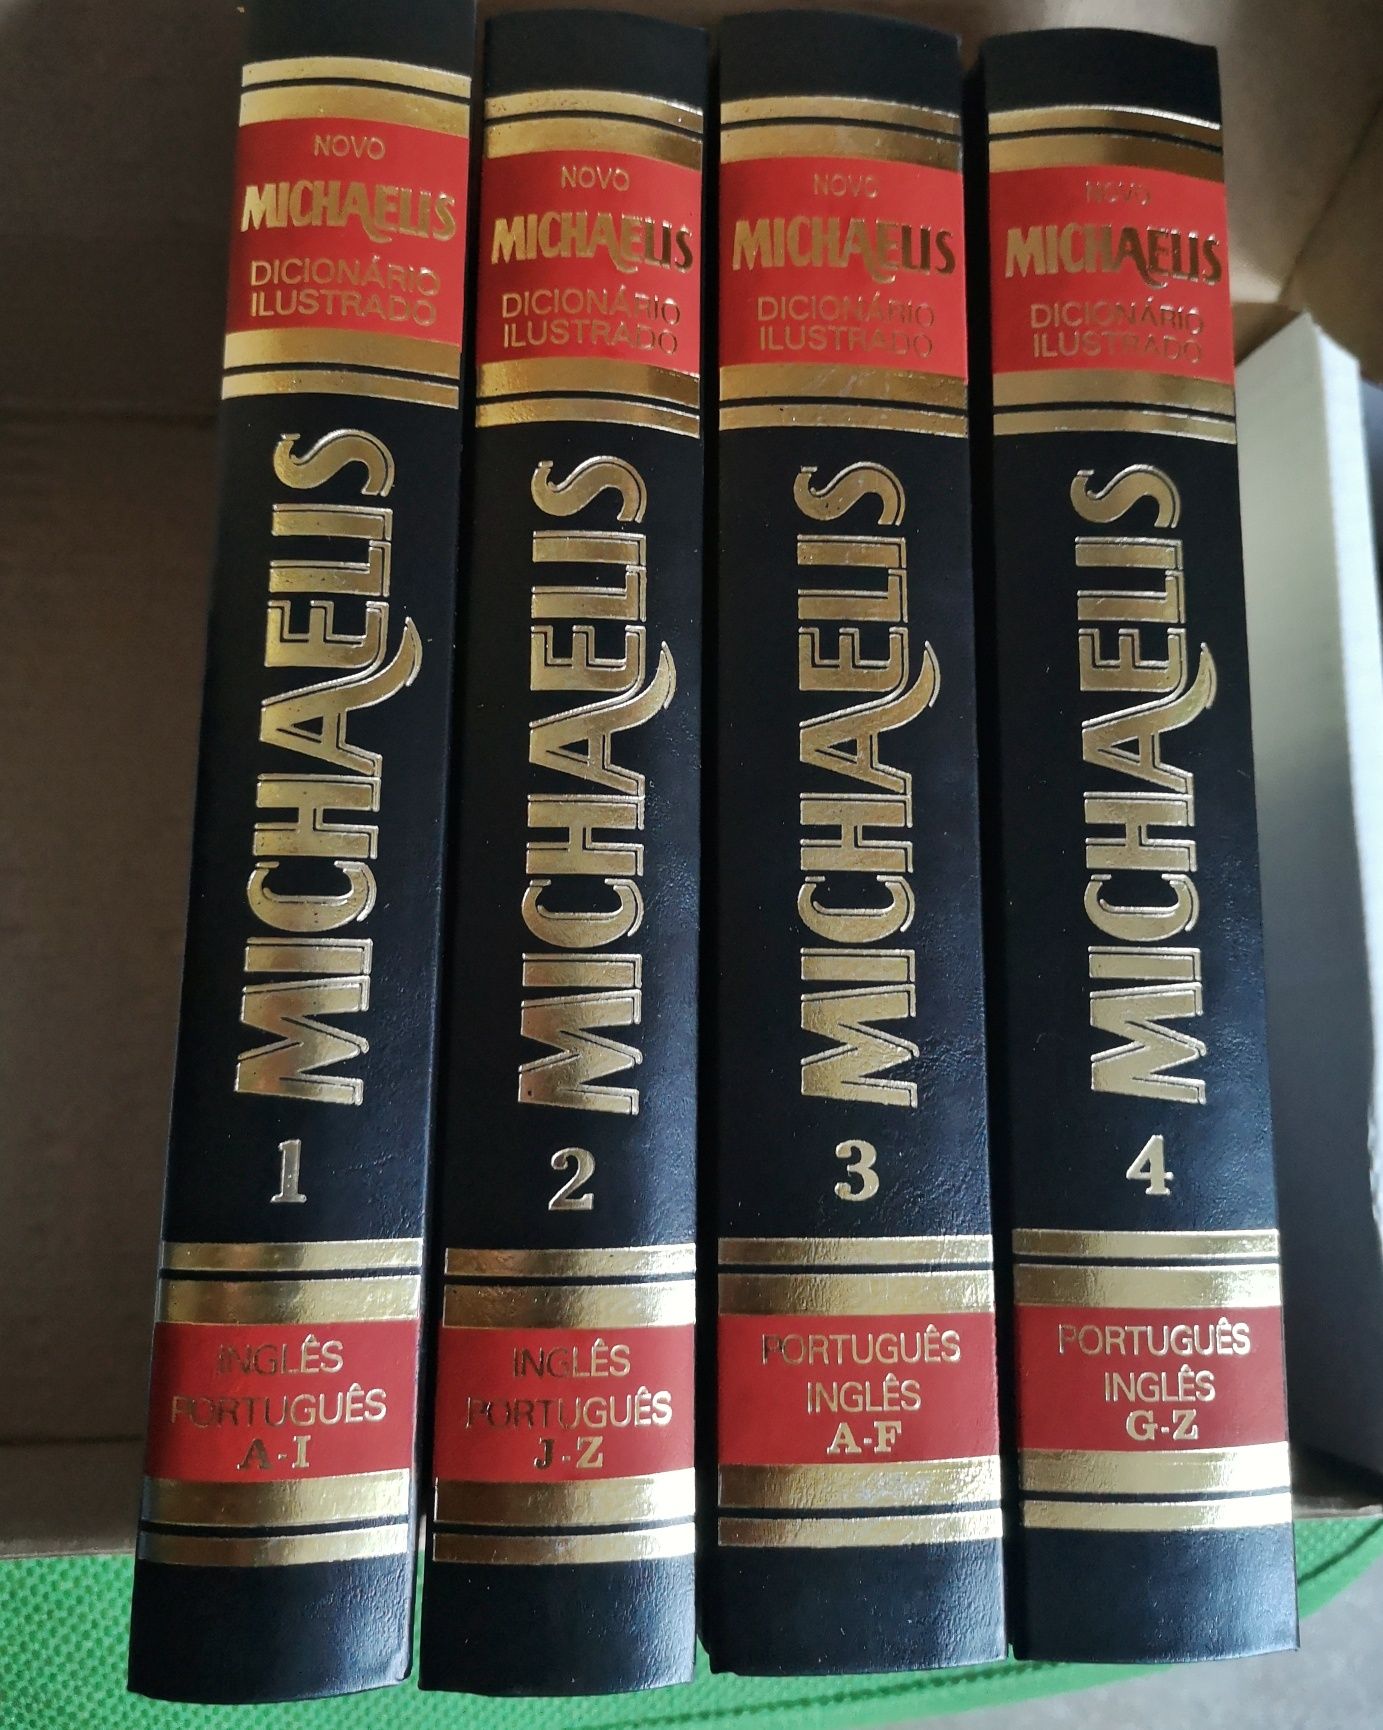 NOVO
MICHAELIS
DICIONÁRIO
ILUSTRADO
MICHAELIS
1
INGLÊS
PORTUGUÊS
A-I
NOVO
MICHAELIS
DICIONÁRIO
ILUSTRADO
MICHAELIS
2
INGLÊS
PORTUGUÊS
J-Z
NOVO
MICHAELIS
DICIONÁRIO
ILUSTRADO
MICHAELIS
3
PORTUGUÊS
INGLÊS
A-F
NOVO
MICHAELIS
DICIONÁRIO
ILUSTRADO
MICHAELIS
4
PORTUGUÊS
INGLÊS
G-Z